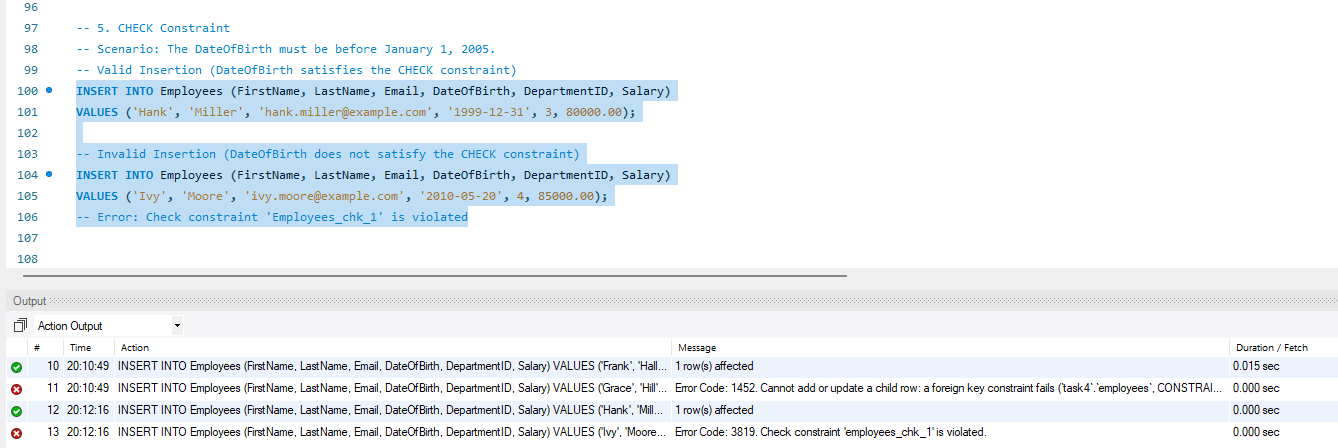 96
97 -- 5. CHECK Constraint
98 -- Scenario: The DateOfBirth must be before January 1, 2005.
99 -- Valid Insertion (DateOfBirth satisfies the CHECK constraint)
100 INSERT INTO Employees (FirstName, LastName, Email, DateOfBirth, DepartmentID, Salary)
101 VALUES ('Hank', 'Miller', 'hank.miller@example.com', '1999-12-31', 3, 80000.00);
102
103 -- Invalid Insertion (DateOfBirth does not satisfy the CHECK constraint)
104 INSERT INTO Employees (FirstName, LastName, Email, DateOfBirth, DepartmentID, Salary)
105 VALUES ('Ivy', 'Moore', 'ivy.moore@example.com', '2010-05-20', 4, 85000.00);
106 -- Error: Check constraint 'Employees_chk_1' is violated
107
108
Output
Action Output
# Time Action Message Duration / Fetch
10 20:10:49 INSERT INTO Employees (FirstName, LastName, Email, DateOfBirth, DepartmentID, Salary) VALUES ('Frank', 'Hall... 1 row(s) affected 0.015 sec
11 20:10:49 INSERT INTO Employees (FirstName, LastName, Email, DateOfBirth, DepartmentID, Salary) VALUES ('Grace', 'Hill'... Error Code: 1452. Cannot add or update a child row: a foreign key constraint fails (`task4`.`employees`, CONSTRAI... 0.000 sec
12 20:12:16 INSERT INTO Employees (FirstName, LastName, Email, DateOfBirth, DepartmentID, Salary) VALUES ('Hank', 'Mill... 1 row(s) affected 0.000 sec
13 20:12:16 INSERT INTO Employees (FirstName, LastName, Email, DateOfBirth, DepartmentID, Salary) VALUES ('Ivy', 'Moore... Error Code: 3819. Check constraint 'employees_chk_1' is violated. 0.000 sec